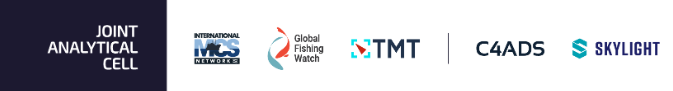 JOINT
ANALYTICAL
CELL
INTERNATIONAL
MCS
NETWORK
Global
Fishing
Watch
TMT
C4ADS
SKYLIGHT